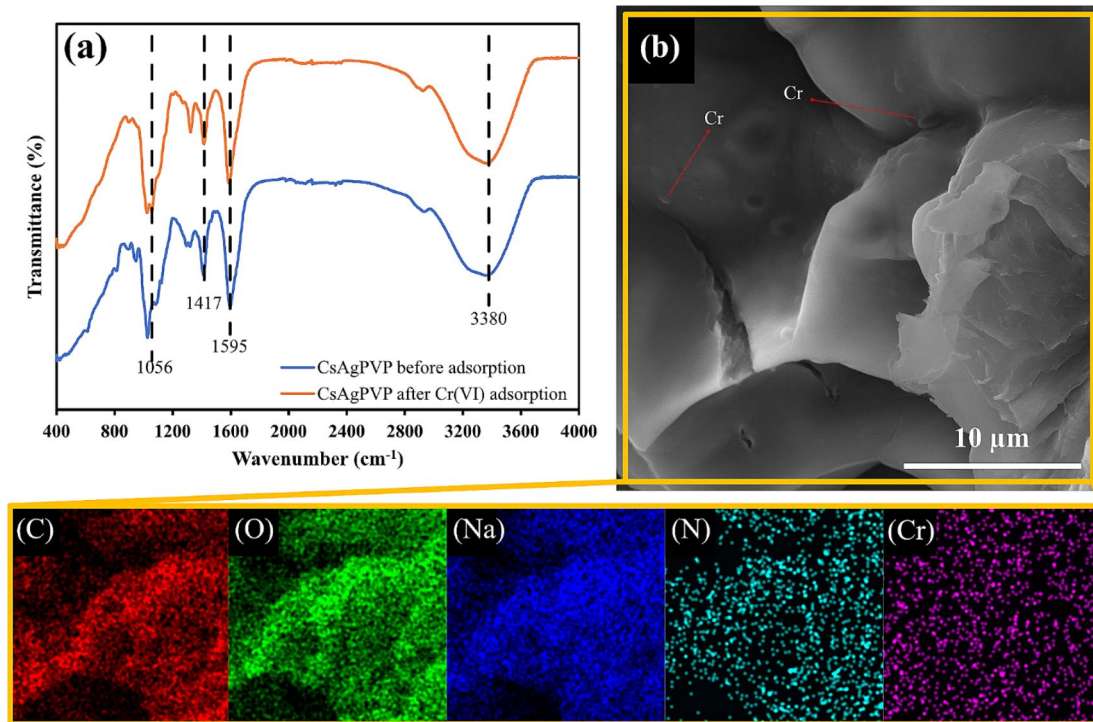 (a)
Transmittance (%)
1056
1417
1595
3380
CsAgPVP before adsorption
CsAgPVP after Cr(VI) adsorption
400 800 1200 1600 2000 2400 2800 3200 3600 4000
Wavenumber (cm⁻¹)
(b)
Cr
Cr
10 μm
(C)
(O)
(Na)
(N)
(Cr)